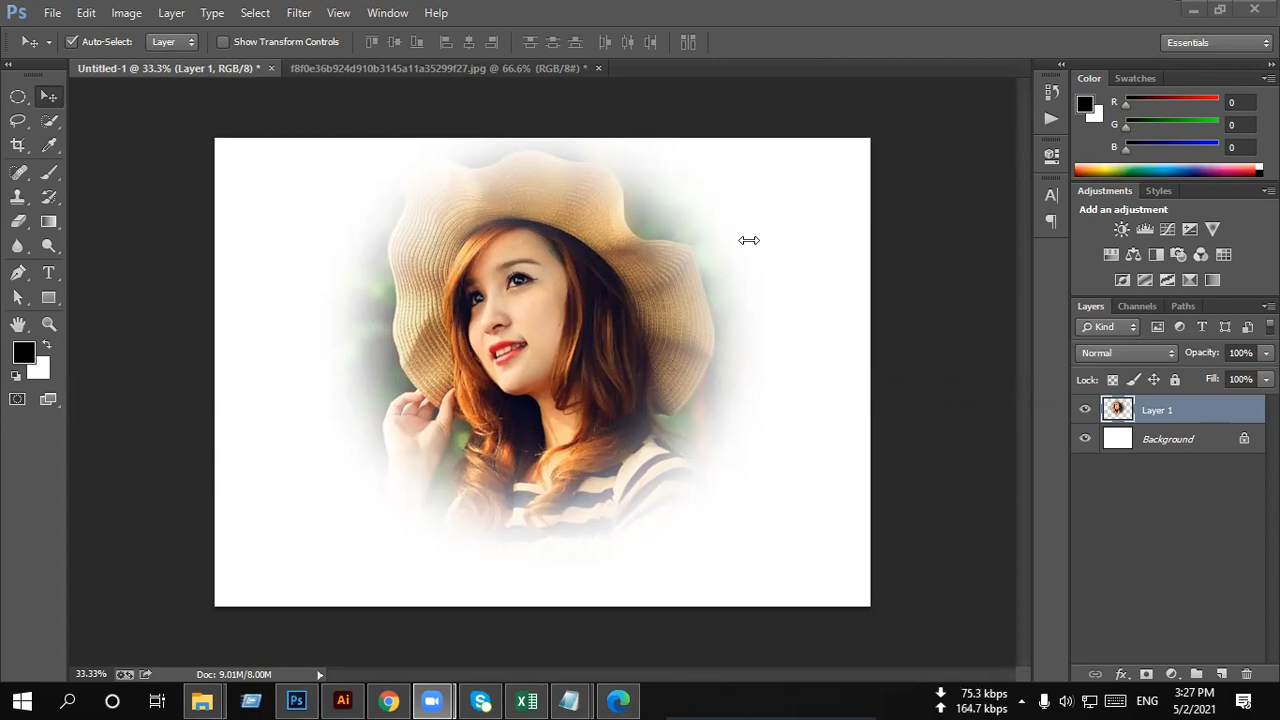 Ps File Edit Image Layer Type Select Filter View Window Help
Auto-Select: Layer Show Transform Controls Essentials
Untitled-1 @ 33.3% (Layer 1, RGB/8) * × f8f0e36b924d910b3145a11a35299f27.jpg @ 66.6% (RGB/8#) * ×
Color Swatches
R 0
G 0
B 0
Adjustments Styles
Add an adjustment
Layers Channels Paths
Kind
Normal Opacity: 100%
Lock: Fill: 100%
Layer 1
Background
33.33% Doc: 9.01M/8.00M
Ps Ai 75.3 kbps 164.7 kbps ENG 3:27 PM 5/2/2021